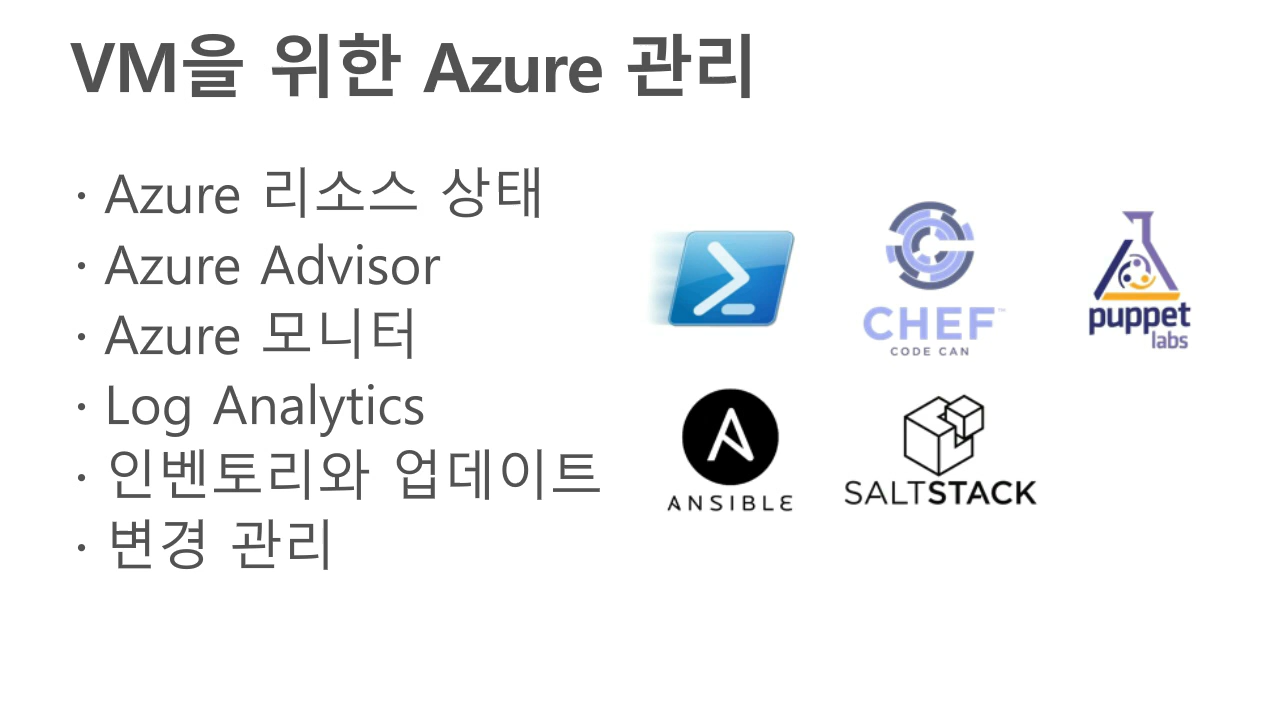 VM을 위한 Azure 관리
· Azure 리소스 상태
· Azure Advisor
· Azure 모니터
· Log Analytics
· 인벤토리와 업데이트
· 변경 관리
CHEF™
CODE CAN
puppet
labs
ANSIBLE
SALTSTACK